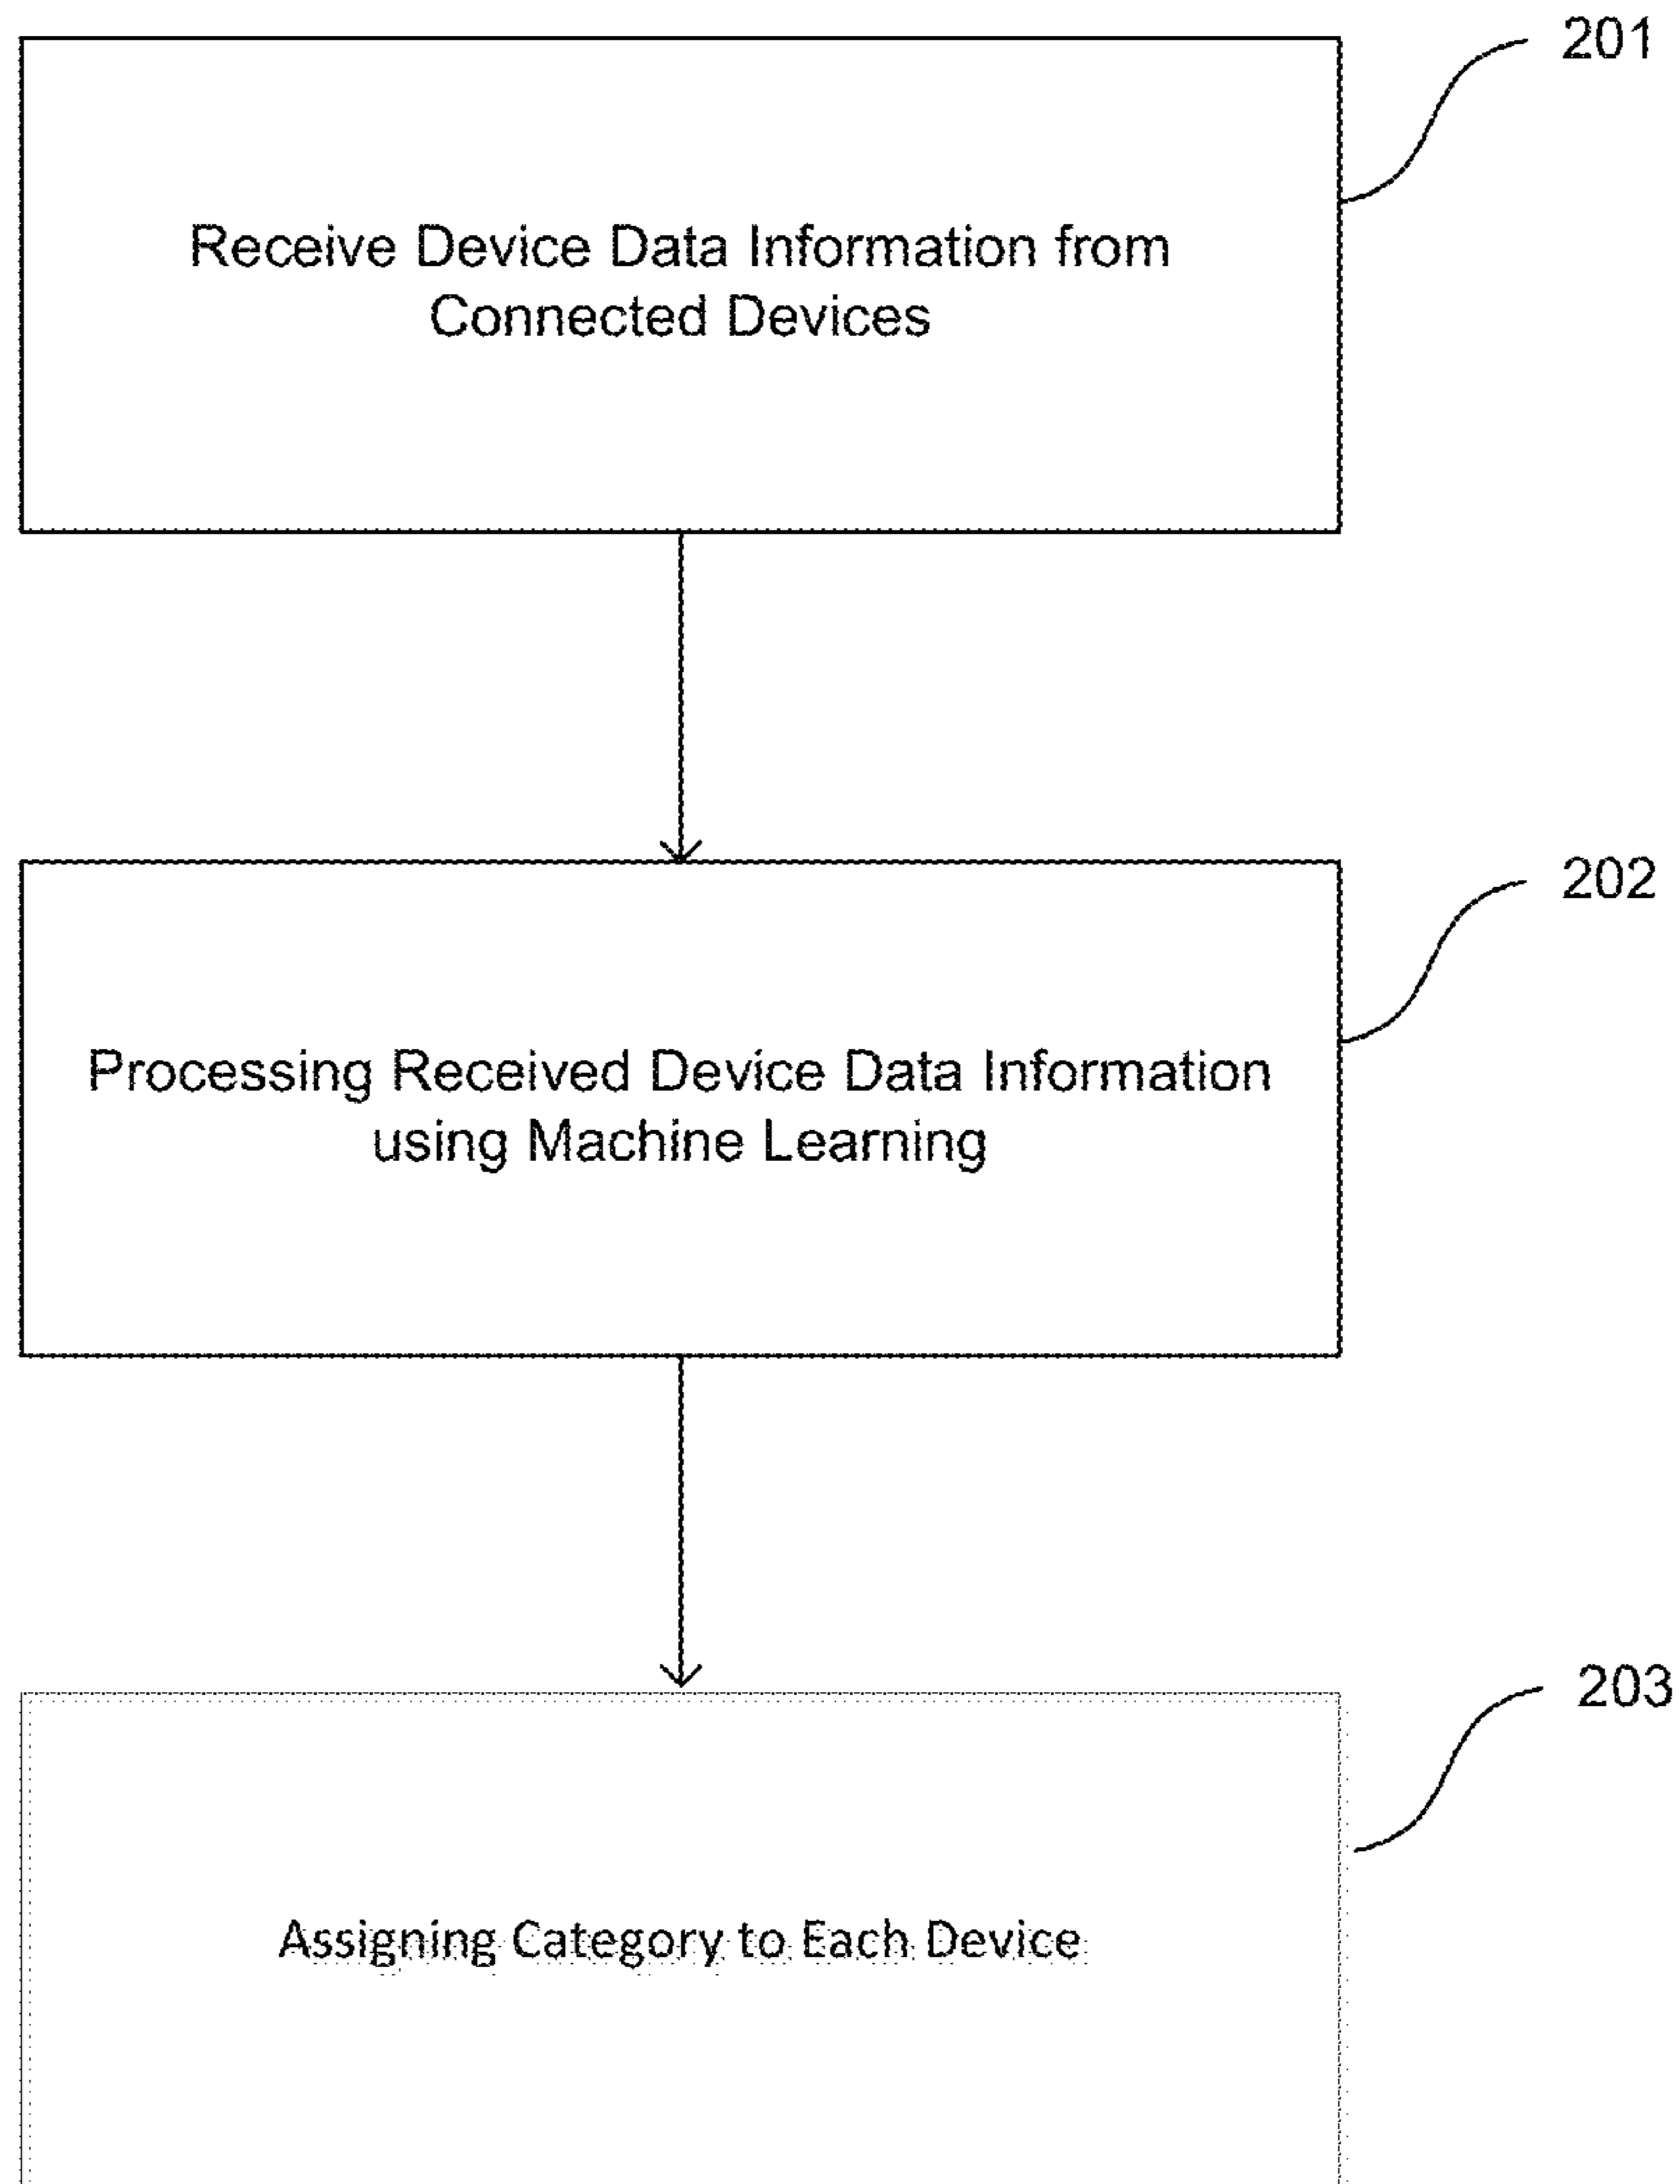 201
Receive Device Data Information from
Connected Devices
202
Processing Received Device Data Information
using Machine Learning
203
Assigning Category to Each Device